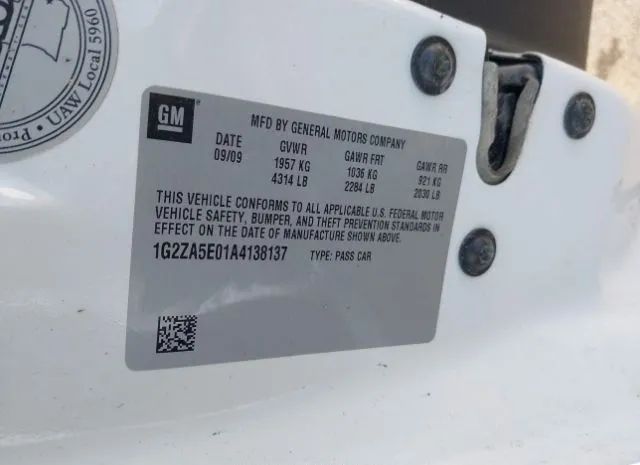 UAW Local 5960
GM
MFD BY GENERAL MOTORS COMPANY
DATE GVWR GAWR FRT GAWR RR
09/09 1957 KG 1036 KG 921 KG
4314 LB 2284 LB 2030 LB
THIS VEHICLE CONFORMS TO ALL APPLICABLE U.S. FEDERAL MOTOR
VEHICLE SAFETY, BUMPER, AND THEFT PREVENTION STANDARDS IN
EFFECT ON THE DATE OF MANUFACTURE SHOWN ABOVE.
1G2ZA5E01A4138137 TYPE: PASS CAR